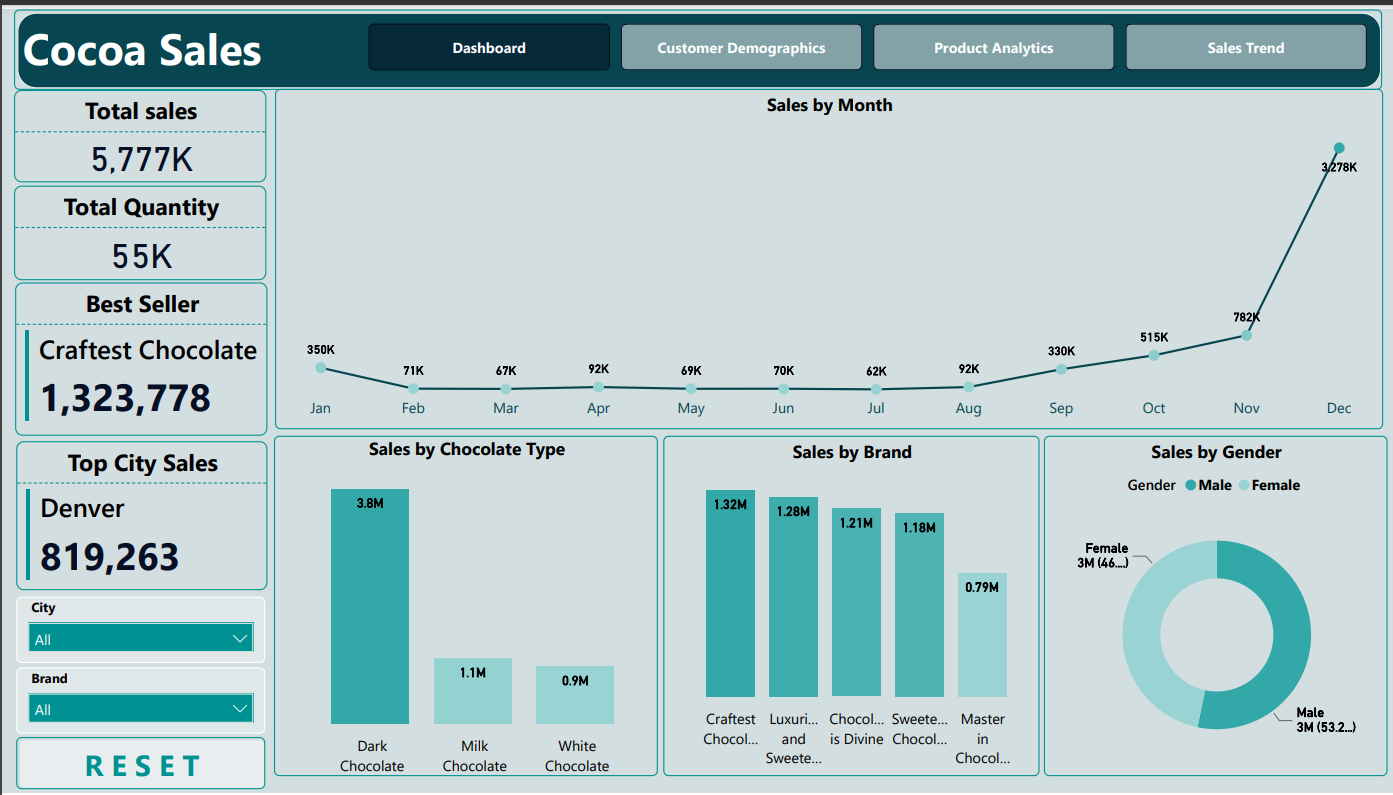 Cocoa Sales
Dashboard
Customer Demographics
Product Analytics
Sales Trend
Total sales
5,777K
Total Quantity
55K
Best Seller
Craftest Chocolate
1,323,778
Top City Sales
Denver
819,263
City
All
Brand
All
RESET
Sales by Month
350K
71K
67K
92K
69K
70K
62K
92K
330K
515K
782K
3,278K
Jan
Feb
Mar
Apr
May
Jun
Jul
Aug
Sep
Oct
Nov
Dec
Sales by Chocolate Type
3.8M
1.1M
0.9M
Dark
Chocolate
Milk
Chocolate
White
Chocolate
Sales by Brand
1.32M
1.28M
1.21M
1.18M
0.79M
Craftest
Chocol...
Luxuri...
and
Sweete...
Chocol...
is Divine
Sweete...
Chocol...
Master
in
Chocol...
Sales by Gender
Gender Male Female
Female
3M (46....)
Male
3M (53.2...)